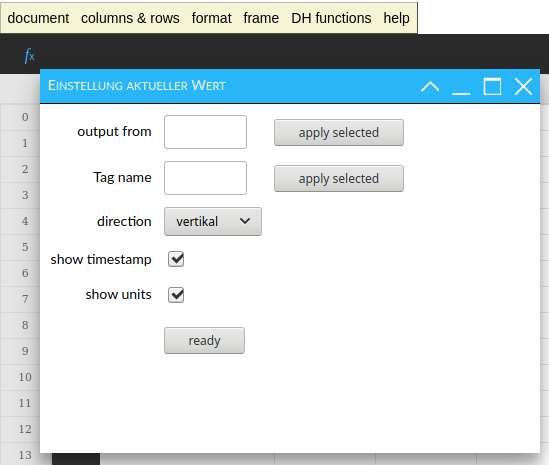 document columns & rows format frame DH functions help
fx
Einstellung aktueller Wert
0
output from apply selected
1
2
Tag name apply selected
3
4
direction vertikal
5
show timestamp
6
7
show units
8
ready
9
10
11
12
13